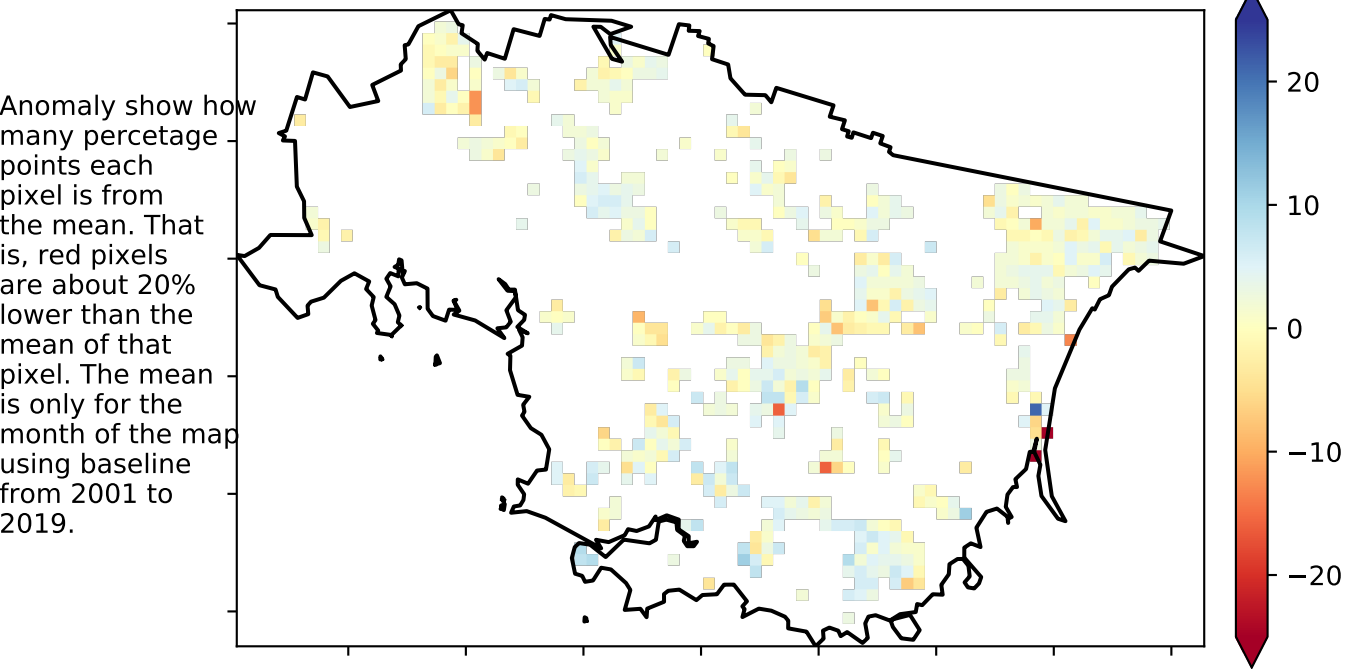 Anomaly show how
many percetage
points each
pixel is from
the mean. That
is, red pixels
are about 20%
lower than the
mean of that
pixel. The mean
is only for the
month of the map
using baseline
from 2001 to
2019.
20
10
0
−10
−20